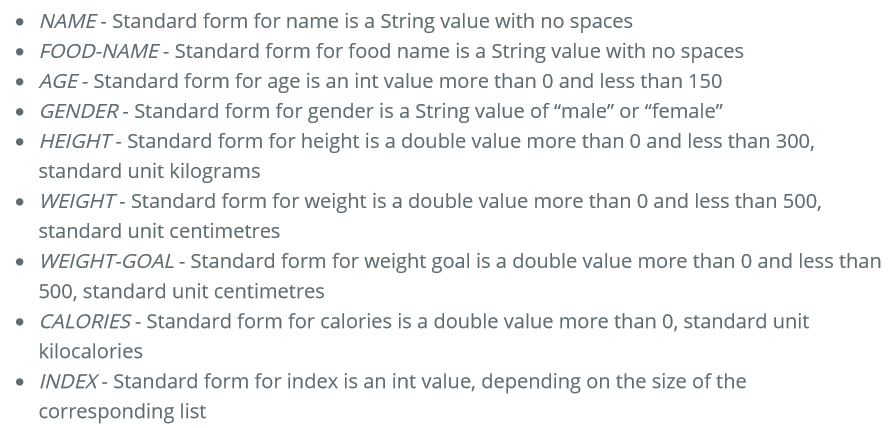 NAME - Standard form for name is a String value with no spaces
FOOD-NAME - Standard form for food name is a String value with no spaces
AGE - Standard form for age is an int value more than 0 and less than 150
GENDER - Standard form for gender is a String value of “male” or “female”
HEIGHT - Standard form for height is a double value more than 0 and less than 300,
standard unit kilograms
WEIGHT - Standard form for weight is a double value more than 0 and less than 500,
standard unit centimetres
WEIGHT-GOAL - Standard form for weight goal is a double value more than 0 and less than
500, standard unit centimetres
CALORIES - Standard form for calories is a double value more than 0, standard unit
kilocalories
INDEX - Standard form for index is an int value, depending on the size of the
corresponding list